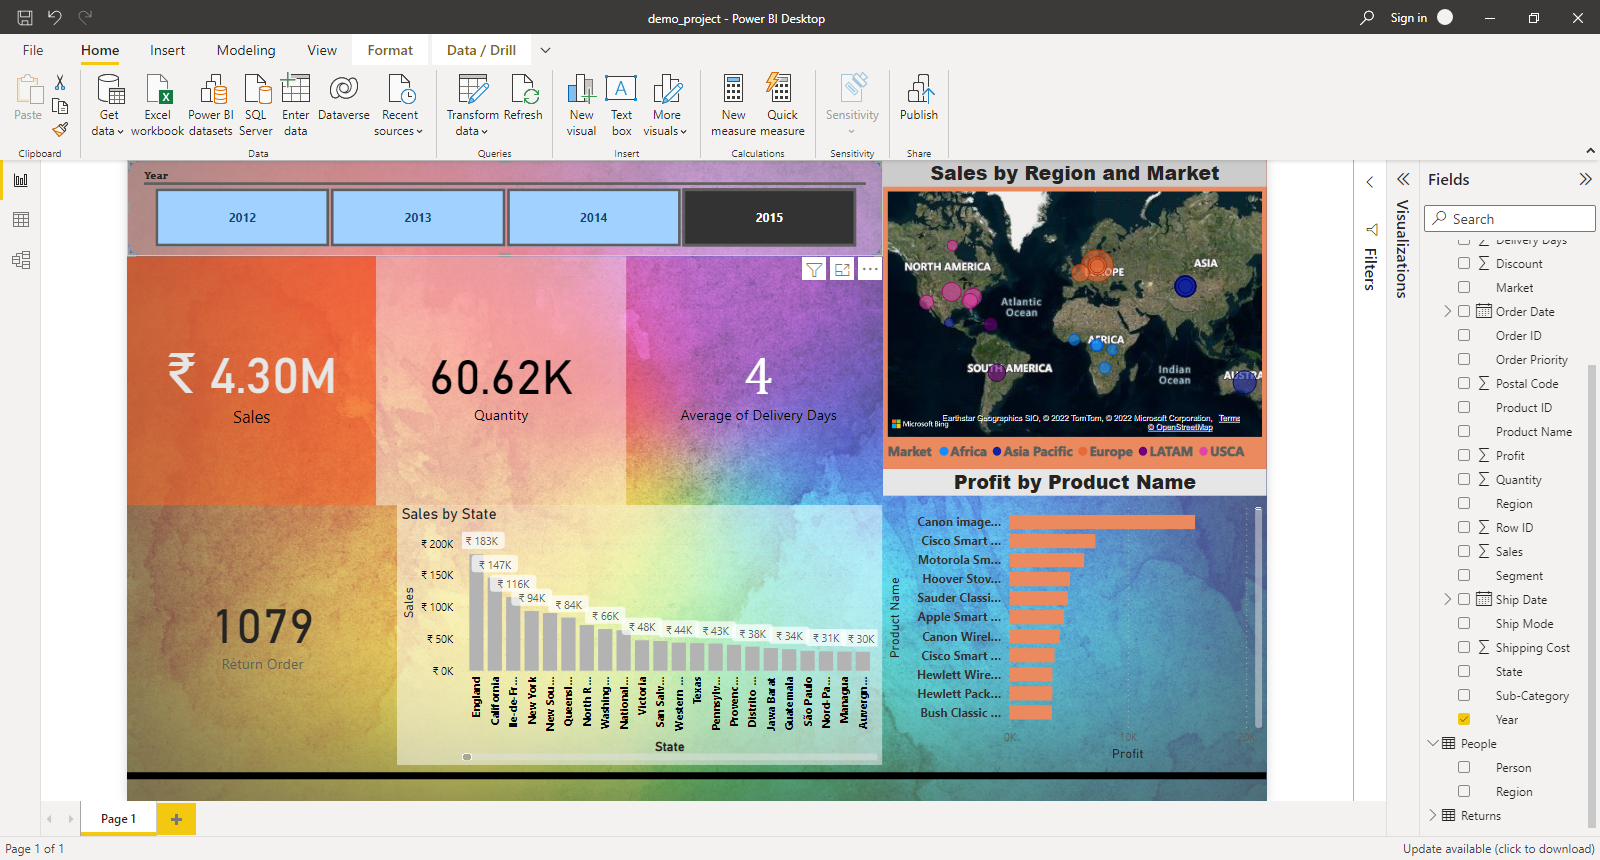 demo_project - Power BI Desktop
Sign in
File Home Insert Modeling View Format Data / Drill
Paste
Get data
Excel workbook
Power BI datasets
SQL Server
Enter data
Dataverse
Recent sources
Transform data
Refresh
New visual
Text box
More visuals
New measure
Quick measure
Sensitivity
Publish
Clipboard Data Queries Insert Calculations Sensitivity Share
Year
2012 2013 2014 2015
₹ 4.30M
Sales
60.62K
Quantity
4
Average of Delivery Days
1079
Return Order
Sales by State
₹ 200K
₹ 150K
₹ 100K
₹ 50K
₹ 0K
Sales
₹ 183K
₹ 147K
₹ 116K
₹ 94K
₹ 84K
₹ 66K
₹ 48K
₹ 44K
₹ 43K
₹ 38K
₹ 34K
₹ 31K
₹ 30K
England
California
Ile-de-Fr...
New York
New Sou...
Queensl...
North R...
Washing...
National...
Victoria
San Salv...
Western ...
Texas
Pennsylv...
Provenc...
Distrito ...
Jawa Barat
Guatemala
São Paulo
Nord-Pa...
Managua
Auvergn...
State
Sales by Region and Market
NORTH AMERICA
EUROPE
ASIA
Atlantic Ocean
AFRICA
SOUTH AMERICA
Indian Ocean
AUSTRA
Microsoft Bing
Earthstar Geographics SIO, © 2022 TomTom, © 2022 Microsoft Corporation, Terms
© OpenStreetMap
Market Africa Asia Pacific Europe LATAM USCA
Profit by Product Name
Product Name
Canon image...
Cisco Smart ...
Motorola Sm...
Hoover Stov...
Sauder Classi...
Apple Smart ...
Canon Wirel...
Cisco Smart ...
Hewlett Wire...
Hewlett Pack...
Bush Classic ...
0K 10K 20K
Profit
Filters
Visualizations
Fields
Search
Delivery Days
Discount
Market
Order Date
Order ID
Order Priority
Postal Code
Product ID
Product Name
Profit
Quantity
Region
Row ID
Sales
Segment
Ship Date
Ship Mode
Shipping Cost
State
Sub-Category
Year
People
Person
Region
Returns
Page 1
Page 1 of 1
Update available (click to download)